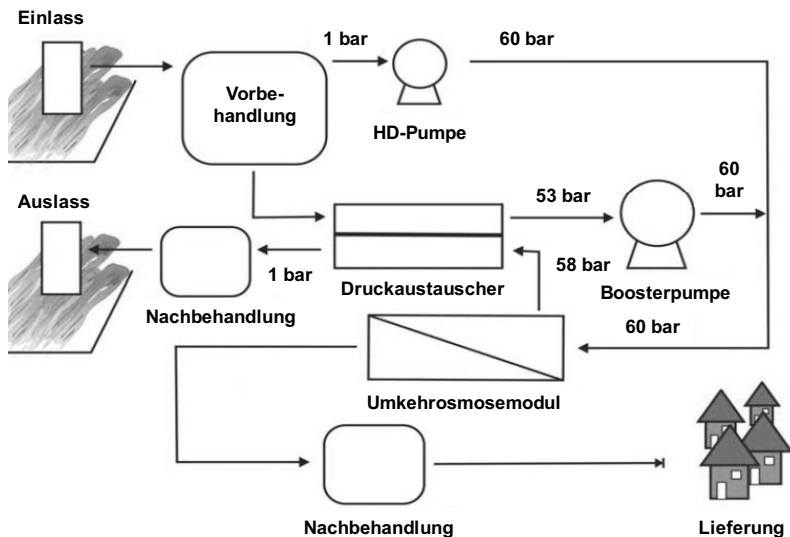 Einlass
1 bar
60 bar
Vorbe-
handlung
HD-Pumpe
Auslass
53 bar
60
bar
1 bar
58 bar
Druckaustauscher
Boosterpumpe
Nachbehandlung
60 bar
Umkehrosmosemodul
Nachbehandlung
Lieferung